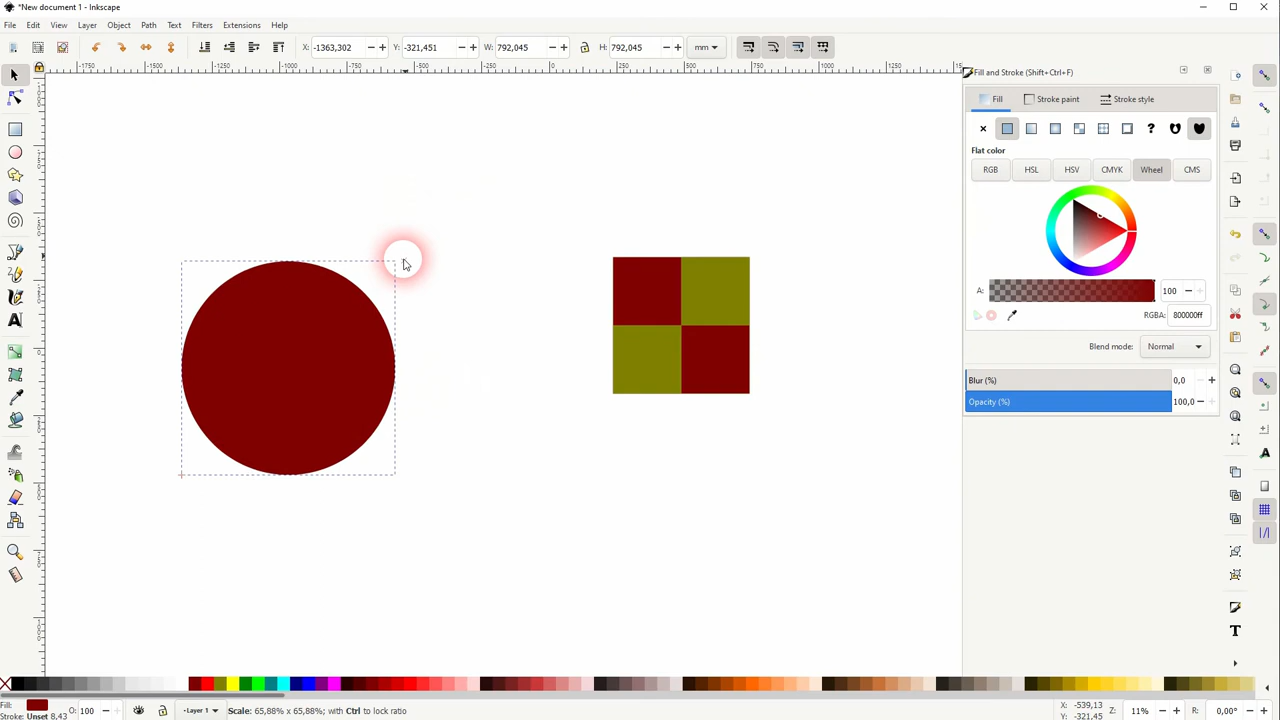 *New document 1 - Inkscape
File Edit View Layer Object Path Text Filters Extensions Help
X: -1363,302 Y: -321,451 W: 792,045 H: 792,045 mm
Fill and Stroke (Shift+Ctrl+F)
Fill Stroke paint Stroke style
Flat color
RGB HSL HSV CMYK Wheel CMS
A: 100
RGBA: 800000ff
Blend mode: Normal
Blur (%) 0,0
Opacity (%) 100,0
Fill: O: 100 Layer 1 Scale: 65,88% x 65,88%; with Ctrl to lock ratio X: -539,13 Z: 11% R: 0,00°
Stroke: Unset 8,43 Y: -321,45